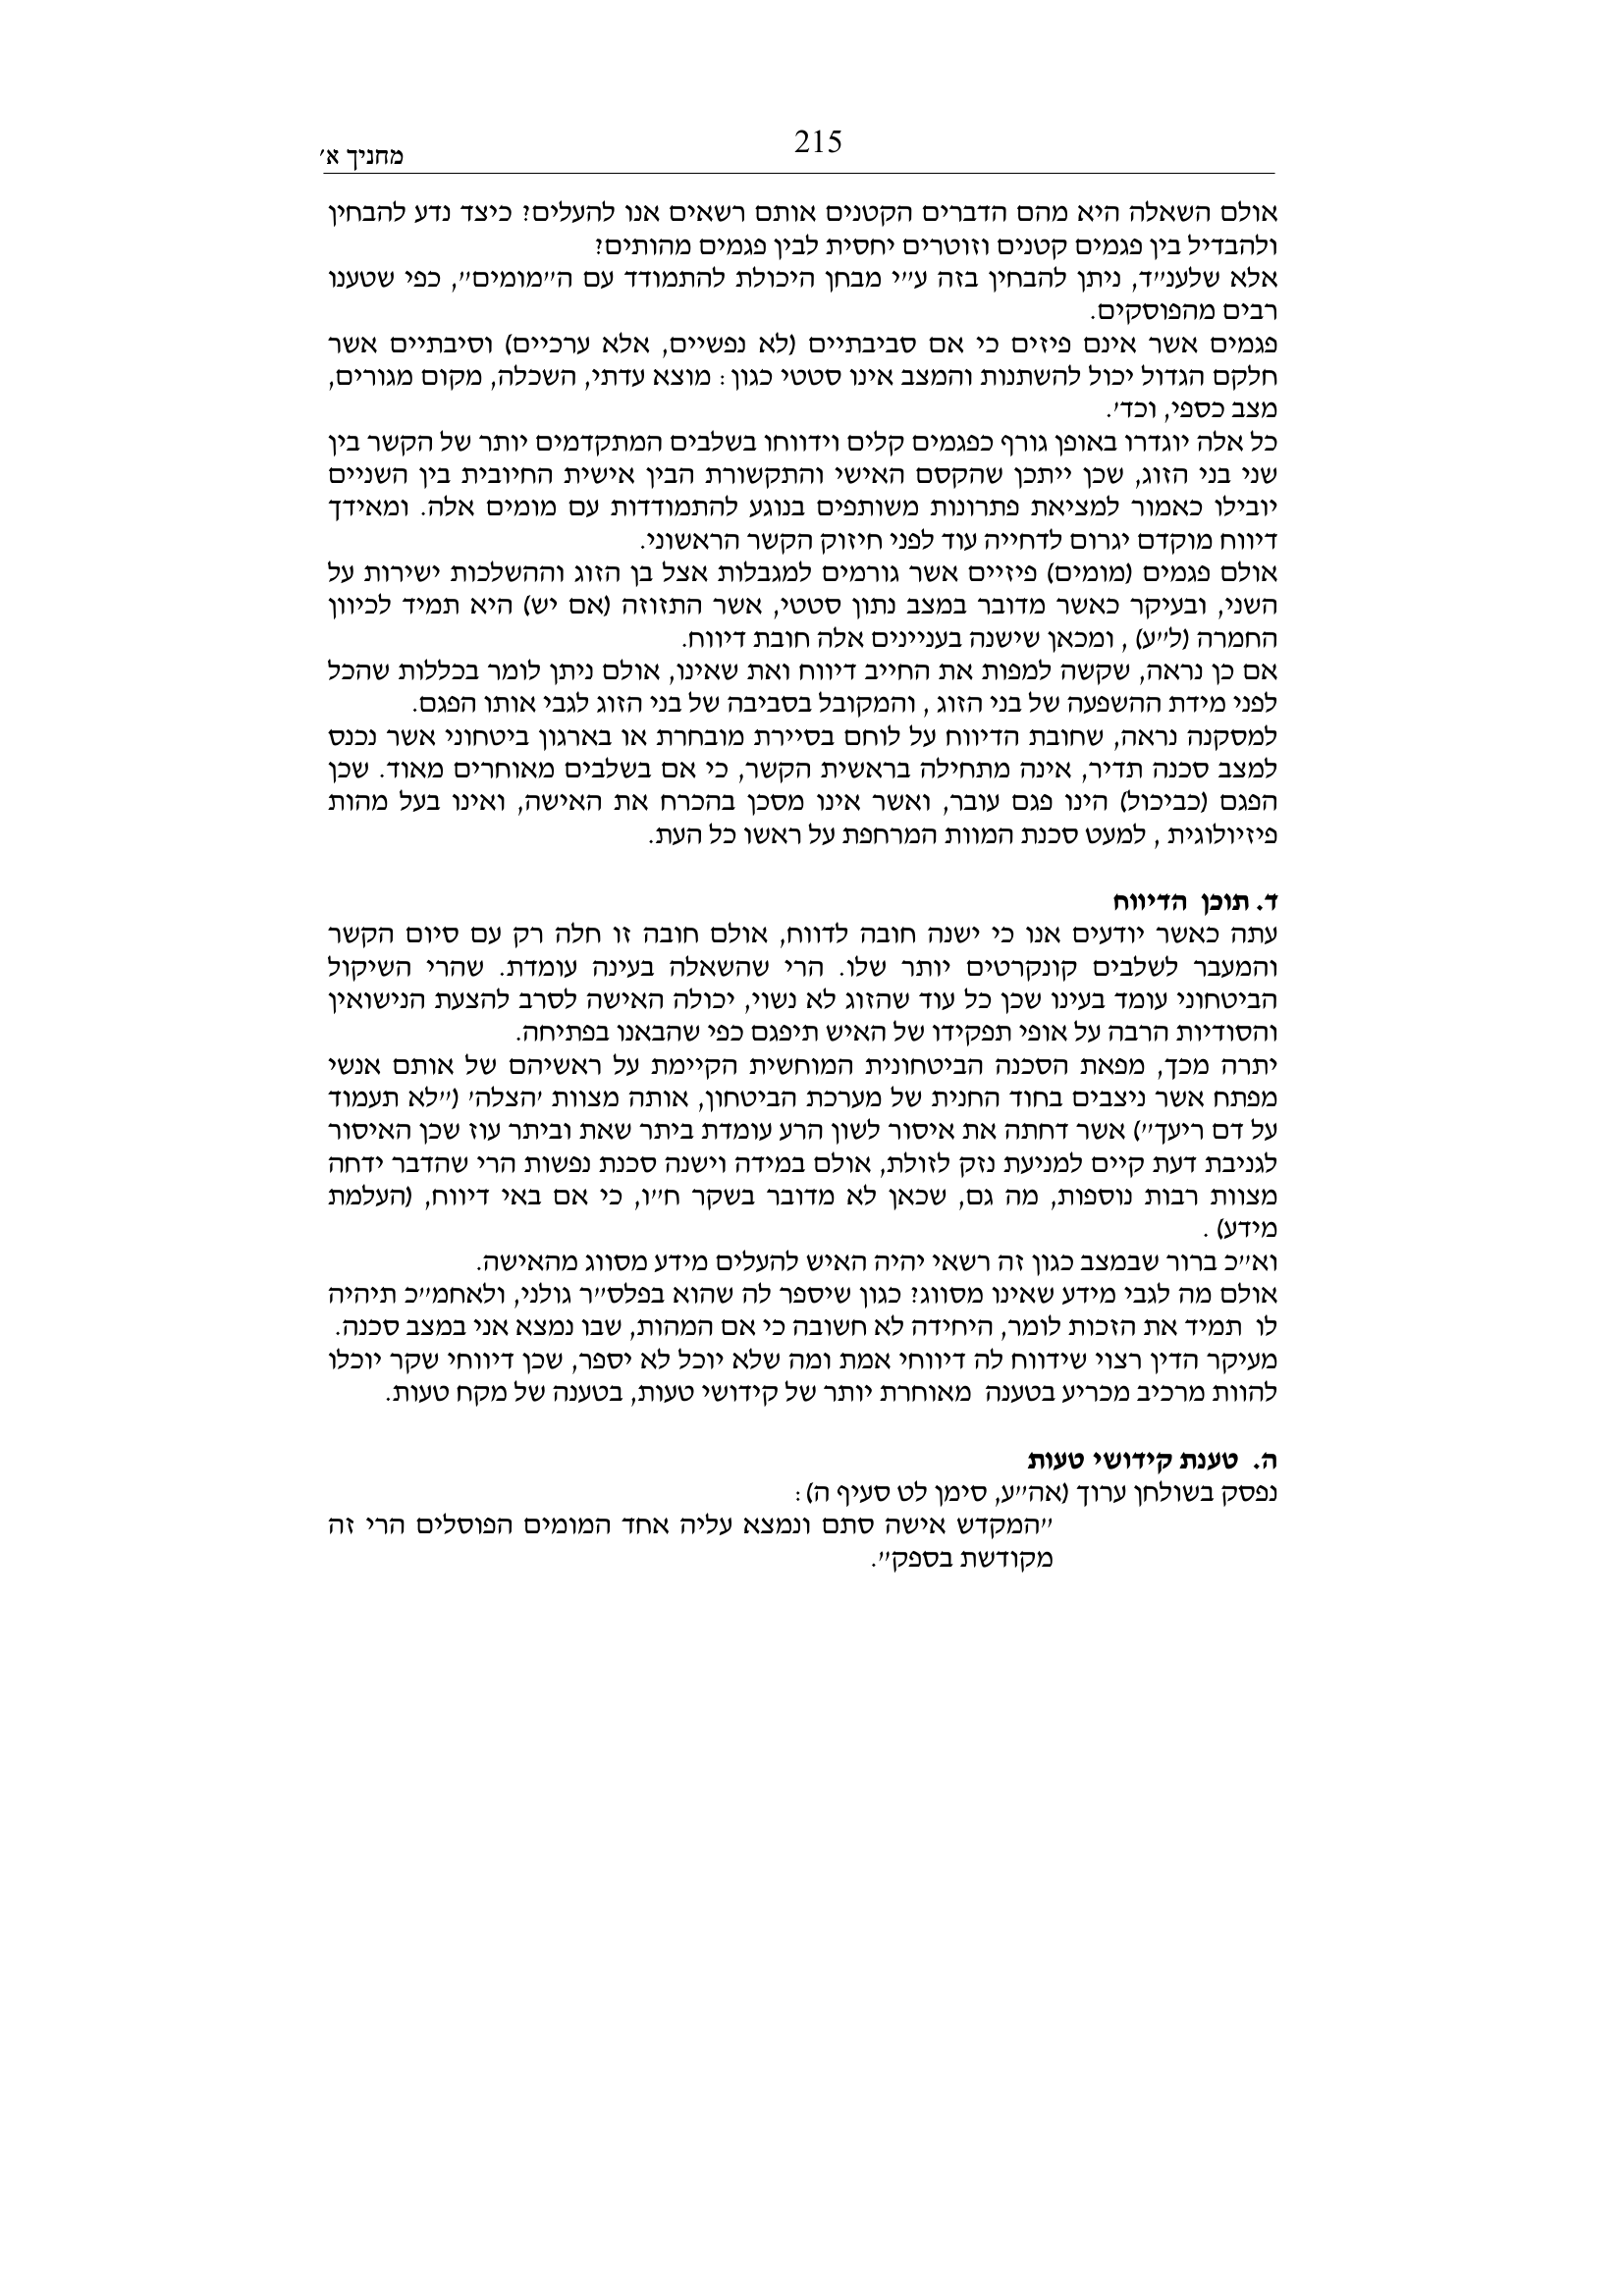 215
מחניך א׳
אולם השאלה היא מהם הדברים הקטנים אותם רשאים אנו להעלים? כיצד נדע להבחין
ולהבדיל בין פגמים קטנים וזוטרים יחסית לבין פגמים מהותים?
אלא שלענ״ד, ניתן להבחין בזה ע״י מבחן היכולת להתמודד עם ה״מומים״, כפי שטענו
רבים מהפוסקים.
פגמים אשר אינם פיזים כי אם סביבתיים (לא נפשיים, אלא ערכיים) וסיבתיים אשר
חלקם הגדול יכול להשתנות והמצב אינו סטטי כגון: מוצא עדתי, השכלה, מקום מגורים,
מצב כספי, וכד׳.
כל אלה יוגדרו באופן גורף כפגמים קלים וידווחו בשלבים המתקדמים יותר של הקשר בין
שני בני הזוג, שכן ייתכן שהקסם האישי והתקשורת הבין אישית החיובית בין השניים
יובילו כאמור למציאת פתרונות משותפים בנוגע להתמודדות עם מומים אלה. ומאידך
דיווח מוקדם יגרום לדחייה עוד לפני חיזוק הקשר הראשוני.
אולם פגמים (מומים) פיזיים אשר גורמים למגבלות אצל בן הזוג וההשלכות ישירות על
השני, ובעיקר כאשר מדובר במצב נתון סטטי, אשר התזוזה (אם יש) היא תמיד לכיוון
החמרה (ל״ע) , ומכאן שישנה בעניינים אלה חובת דיווח.
אם כן נראה, שקשה למפות את החייב דיווח ואת שאינו, אולם ניתן לומר בכללות שהכל
לפני מידת ההשפעה של בני הזוג , והמקובל בסביבה של בני הזוג לגבי אותו הפגם.
למסקנה נראה, שחובת הדיווח על לוחם בסיירת מובחרת או בארגון ביטחוני אשר נכנס
למצב סכנה תדיר, אינה מתחילה בראשית הקשר, כי אם בשלבים מאוחרים מאוד. שכן
הפגם (כביכול) הינו פגם עובר, ואשר אינו מסכן בהכרח את האישה, ואינו בעל מהות
פיזיולוגית , למעט סכנת המוות המרחפת על ראשו כל העת.
ד. תוכן הדיווח
עתה כאשר יודעים אנו כי ישנה חובה לדווח, אולם חובה זו חלה רק עם סיום הקשר
והמעבר לשלבים קונקרטים יותר שלו. הרי שהשאלה בעינה עומדת. שהרי השיקול
הביטחוני עומד בעינו שכן כל עוד שהזוג לא נשוי, יכולה האישה לסרב להצעת הנישואין
והסודיות הרבה על אופי תפקידו של האיש תיפגם כפי שהבאנו בפתיחה.
יתרה מכך, מפאת הסכנה הביטחונית המוחשית הקיימת על ראשיהם של אותם אנשי
מפתח אשר ניצבים בחוד החנית של מערכת הביטחון, אותה מצוות ׳הצלה׳ (״לא תעמוד
על דם ריעך״) אשר דחתה את איסור לשון הרע עומדת ביתר שאת וביתר עוז שכן האיסור
לגניבת דעת קיים למניעת נזק לזולת, אולם במידה וישנה סכנת נפשות הרי שהדבר ידחה
מצוות רבות נוספות, מה גם, שכאן לא מדובר בשקר ח״ו, כי אם באי דיווח, (העלמת
מידע) .
וא״כ ברור שבמצב כגון זה רשאי יהיה האיש להעלים מידע מסווג מהאישה.
אולם מה לגבי מידע שאינו מסווג? כגון שיספר לה שהוא בפלס״ר גולני, ולאחמ״כ תיהיה
לו תמיד את הזכות לומר, היחידה לא חשובה כי אם המהות, שבו נמצא אני במצב סכנה.
מעיקר הדין רצוי שידווח לה דיווחי אמת ומה שלא יוכל לא יספר, שכן דיווחי שקר יוכלו
להוות מרכיב מכריע בטענה מאוחרת יותר של קידושי טעות, בטענה של מקח טעות.
ה. טענת קידושי טעות
נפסק בשולחן ערוך (אה״ע, סימן לט סעיף ה):
״המקדש אישה סתם ונמצא עליה אחד המומים הפוסלים הרי זה
מקודשת בספק״.